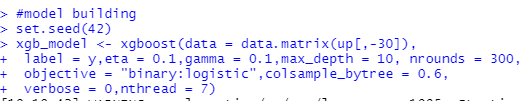 > #model building
> set.seed(42)
> xgb_model <- xgboost(data = data.matrix(up[,-30]),
+  label = y,eta = 0.1,gamma = 0.1,max_depth = 10, nrounds = 300,
+  objective = "binary:logistic",colsample_bytree = 0.6,
+  verbose = 0,nthread = 7)